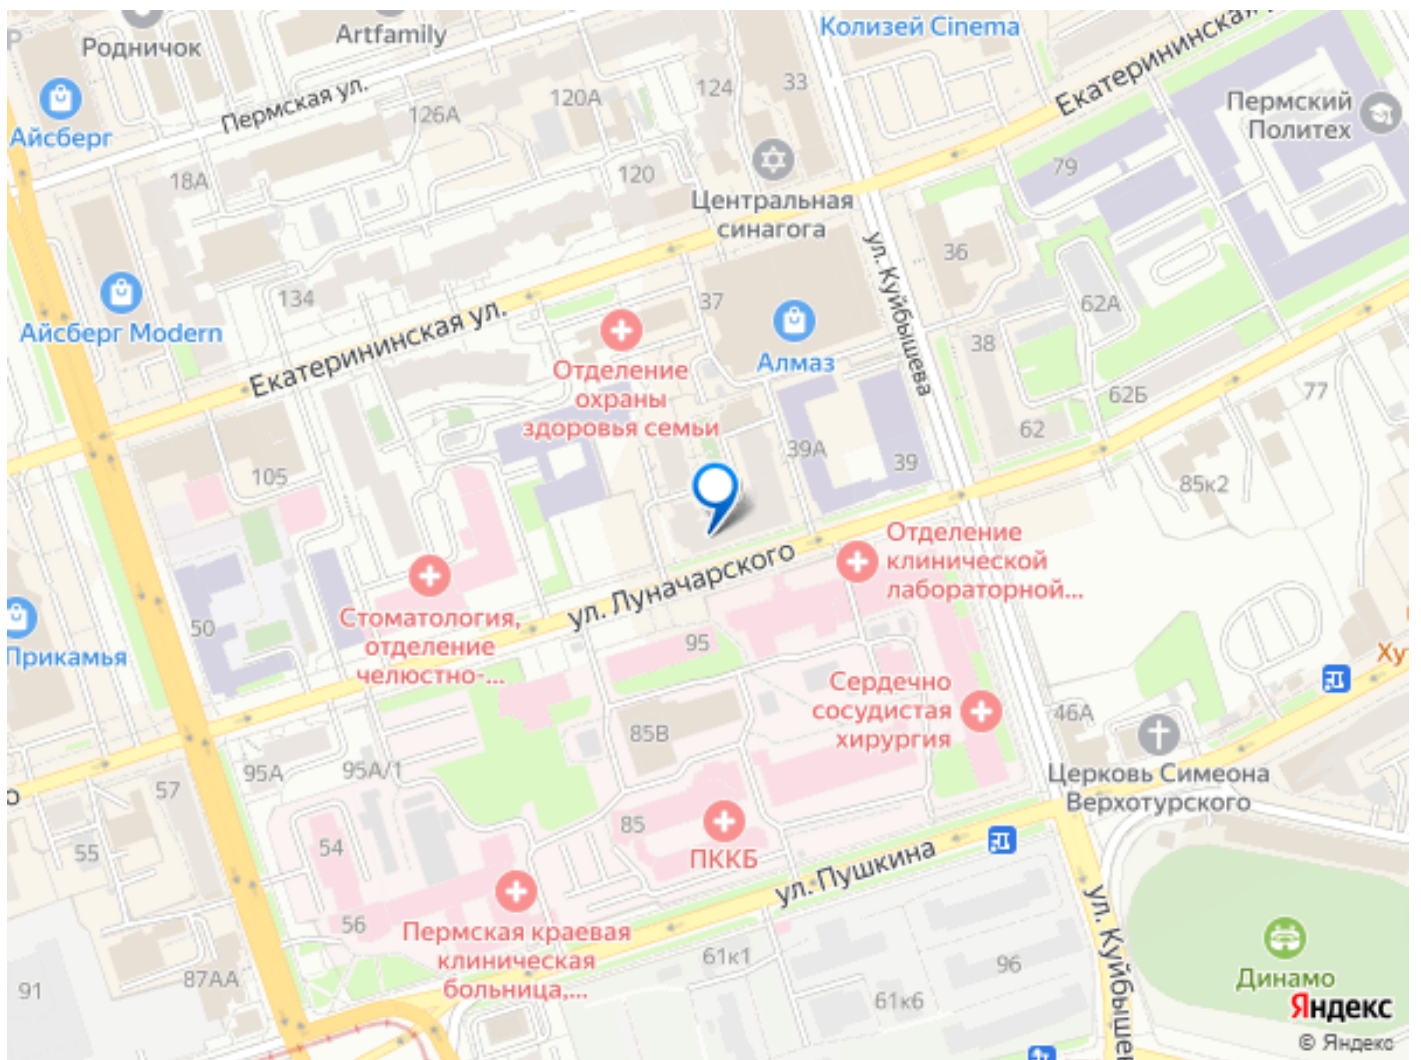 Родничок
Artfamily
Колизей Cinema
Екатерининская
Айсберг
Пермская ул.
126А
120А
124
33
Пермский
Политех
79
18А
120
Центральная
синагога
ул. Куйбышева
36
134
37
62А
Айсберг Modern
Екатерининская ул.
Отделение
охраны
здоровья семьи
Алмаз
38
62Б
77
62
105
39А
39
85к2
Отделение
клинической
лабораторной...
ул. Луначарского
Стоматология,
отделение
челюстно-...
50
Прикамья
95
Сердечно
сосудистая
хирургия
Ху
46А
85В
95А
95А/1
Церковь Симеона
Верхотурского
о
57
54
55
85
ПККБ
ул. Пушкина
ул. Куйбышев
56
Пермская краевая
клиническая
больница,...
61к1
96
61к6
87АА
91
Динамо
Яндекс
© Яндекс